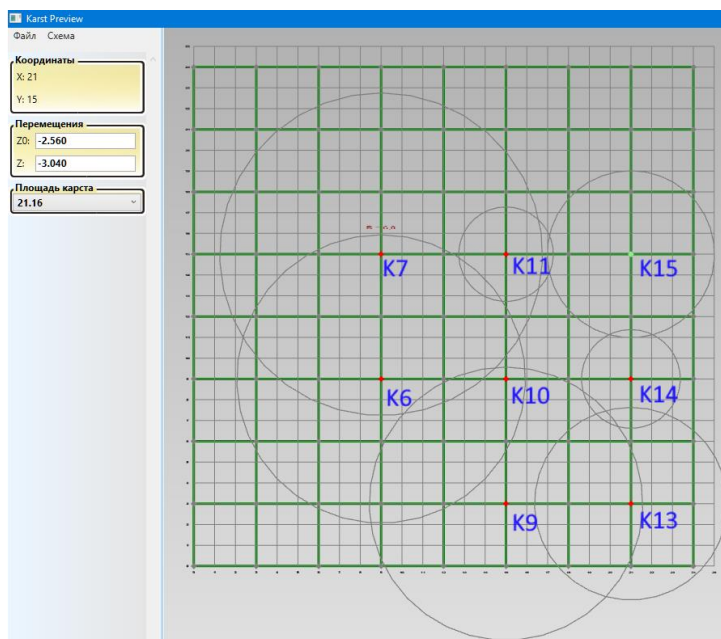 Karst Preview
Файл Схема
Координаты
X: 21
Y: 15
Перемещения
Z0: -2.560
Z: -3.040
Площадь карста
21.16
K7
K11
K15
K6
K10
K14
K9
K13